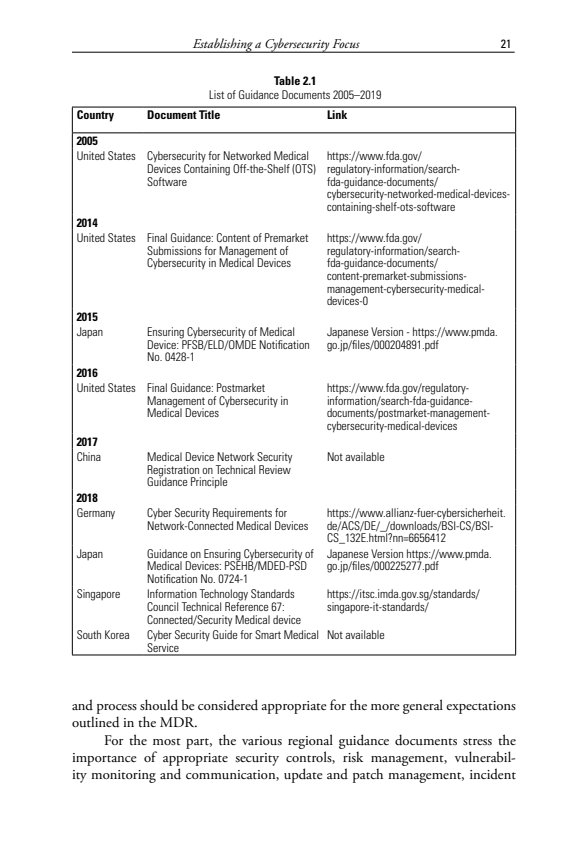 Establishing a Cybersecurity Focus 21
Table 2.1
List of Guidance Documents 2005–2019
Country Document Title Link
2005
United States Cybersecurity for Networked Medical https://www.fda.gov/
Devices Containing Off-the-Shelf (OTS) regulatory-information/search-
Software fda-guidance-documents/
cybersecurity-networked-medical-devices-
containing-shelf-ots-software
2014
United States Final Guidance: Content of Premarket https://www.fda.gov/
Submissions for Management of regulatory-information/search-
Cybersecurity in Medical Devices fda-guidance-documents/
content-premarket-submissions-
management-cybersecurity-medical-
devices-0
2015
Japan Ensuring Cybersecurity of Medical Japanese Version - https://www.pmda.
Device: PFSB/ELD/OMDE Notification go.jp/files/000204891.pdf
No. 0428-1
2016
United States Final Guidance: Postmarket https://www.fda.gov/regulatory-
Management of Cybersecurity in information/search-fda-guidance-
Medical Devices documents/postmarket-management-
cybersecurity-medical-devices
2017
China Medical Device Network Security Not available
Registration on Technical Review
Guidance Principle
2018
Germany Cyber Security Requirements for https://www.allianz-fuer-cybersicherheit.
Network-Connected Medical Devices de/ACS/DE/_/downloads/BSI-CS/BSI-
CS_132E.html?nn=6656412
Japan Guidance on Ensuring Cybersecurity of Japanese Version https://www.pmda.
Medical Devices: PSEHB/MDED-PSD go.jp/files/000225277.pdf
Notification No. 0724-1
Singapore Information Technology Standards https://itsc.imda.gov.sg/standards/
Council Technical Reference 67: singapore-it-standards/
Connected/Security Medical device
South Korea Cyber Security Guide for Smart Medical Not available
Service
and process should be considered appropriate for the more general expectations
outlined in the MDR.
For the most part, the various regional guidance documents stress the
importance of appropriate security controls, risk management, vulnerabil-
ity monitoring and communication, update and patch management, incident